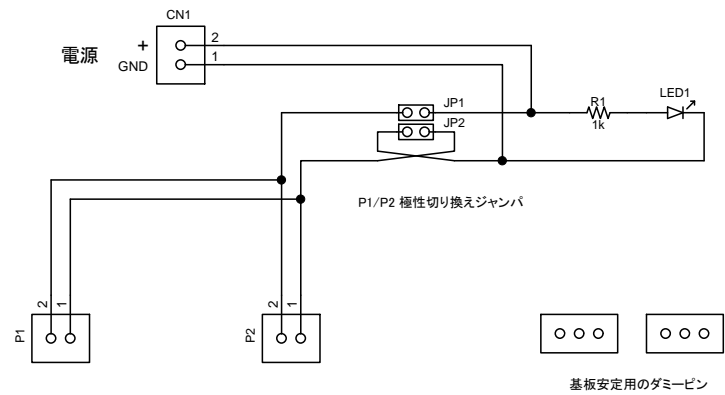 CN1
電源
+
2
GND
1
JP1
JP2
R1
1k
LED1
P1/P2 極性切り換えジャンパ
2
1
2
1
P1
P2
基板安定用のダミーピン